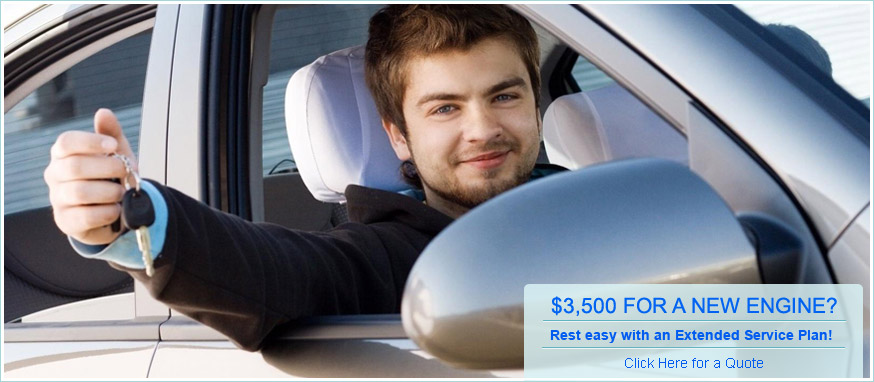 $3,500 FOR A NEW ENGINE?
Rest easy with an Extended Service Plan!
Click Here for a Quote